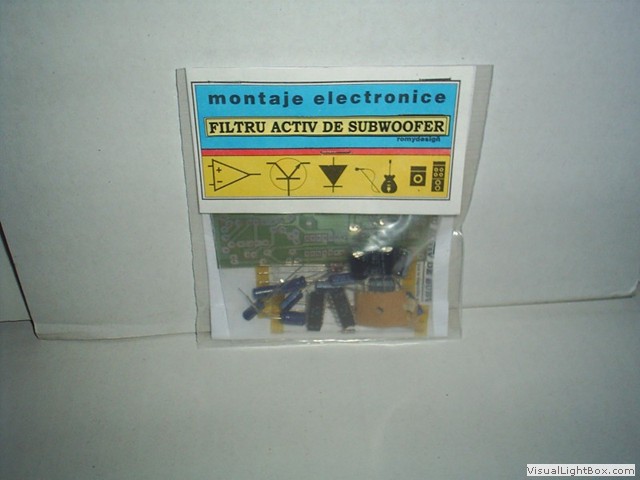 montaje electronice
FILTRU ACTIV DE SUBWOOFER
romydesign
VisualLightBox.com